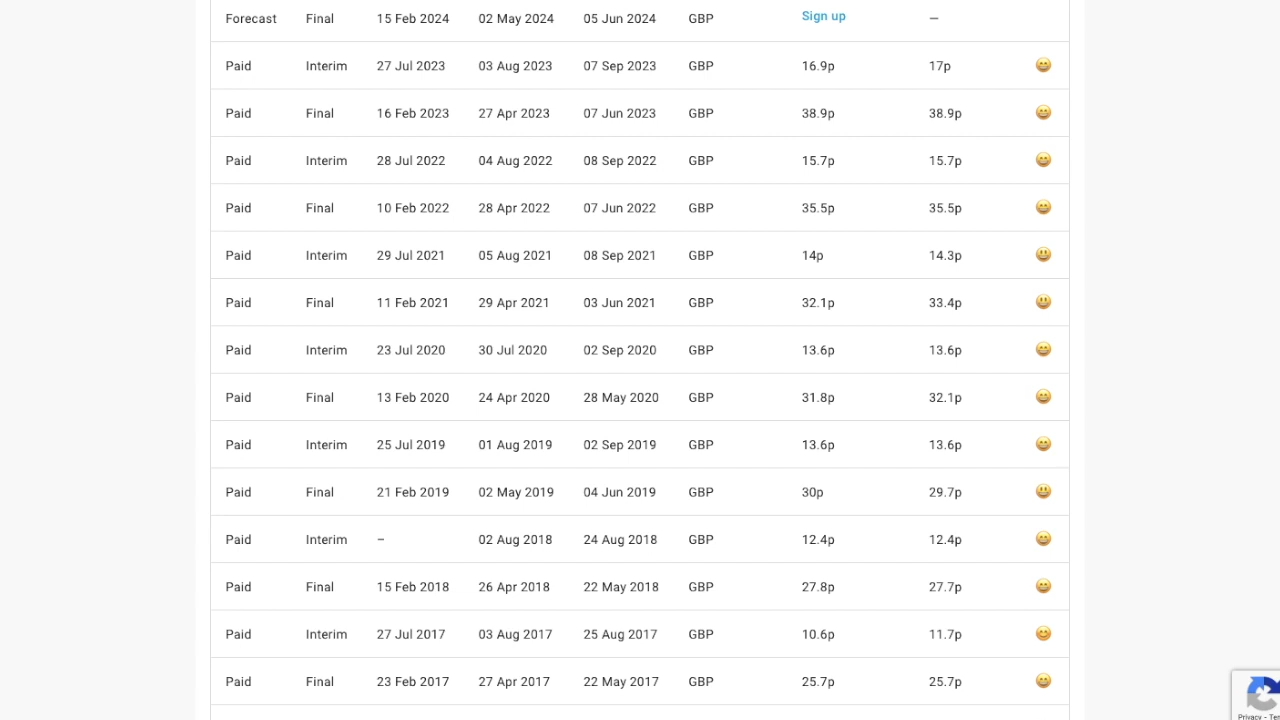 Forecast Final 15 Feb 2024 02 May 2024 05 Jun 2024 GBP Sign up –
Paid Interim 27 Jul 2023 03 Aug 2023 07 Sep 2023 GBP 16.9p 17p
Paid Final 16 Feb 2023 27 Apr 2023 07 Jun 2023 GBP 38.9p 38.9p
Paid Interim 28 Jul 2022 04 Aug 2022 08 Sep 2022 GBP 15.7p 15.7p
Paid Final 10 Feb 2022 28 Apr 2022 07 Jun 2022 GBP 35.5p 35.5p
Paid Interim 29 Jul 2021 05 Aug 2021 08 Sep 2021 GBP 14p 14.3p
Paid Final 11 Feb 2021 29 Apr 2021 03 Jun 2021 GBP 32.1p 33.4p
Paid Interim 23 Jul 2020 30 Jul 2020 02 Sep 2020 GBP 13.6p 13.6p
Paid Final 13 Feb 2020 24 Apr 2020 28 May 2020 GBP 31.8p 32.1p
Paid Interim 25 Jul 2019 01 Aug 2019 02 Sep 2019 GBP 13.6p 13.6p
Paid Final 21 Feb 2019 02 May 2019 04 Jun 2019 GBP 30p 29.7p
Paid Interim – 02 Aug 2018 24 Aug 2018 GBP 12.4p 12.4p
Paid Final 15 Feb 2018 26 Apr 2018 22 May 2018 GBP 27.8p 27.7p
Paid Interim 27 Jul 2017 03 Aug 2017 25 Aug 2017 GBP 10.6p 11.7p
Paid Final 23 Feb 2017 27 Apr 2017 22 May 2017 GBP 25.7p 25.7p
Privacy -